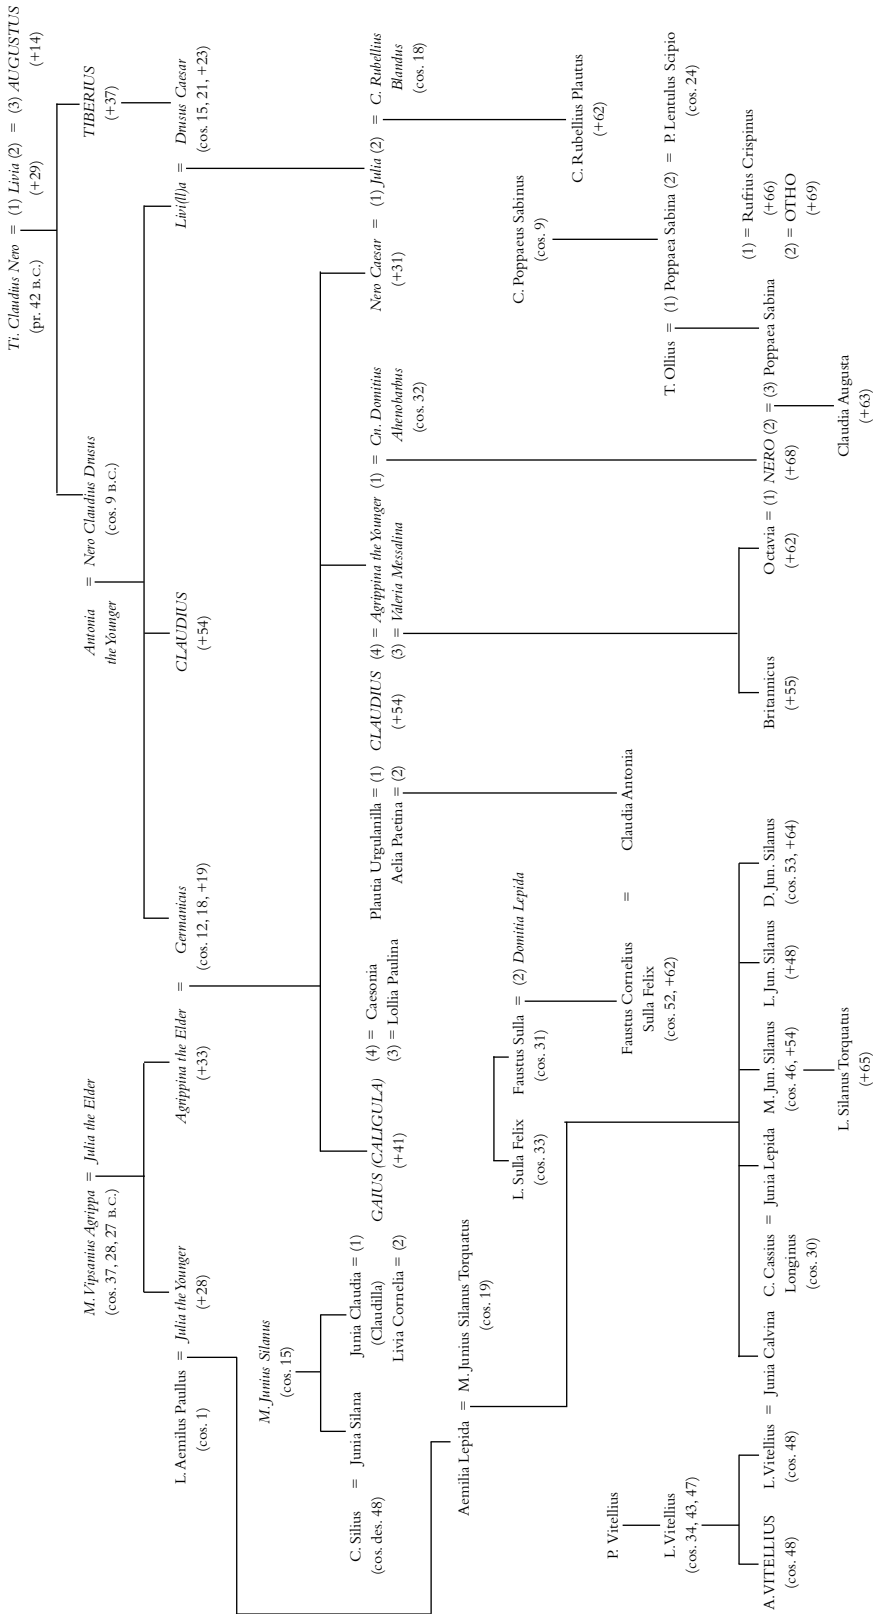 Ti. Claudius Nero = (1) Livia (2) = (3) AUGUSTUS
(pr. 42 B.C.) (+29) (+14)
M. Vipsanius Agrippa = Julia the Elder
(cos. 37, 28, 27 B.C.)
Antonia = Nero Claudius Drusus
the Younger (cos. 9 B.C.)
TIBERIUS
(+37)
L. Aemilus Paullus = Julia the Younger
(cos. 1) (+28)
Agrippina the Elder = Germanicus
(+33) (cos. 12, 18, +19)
CLAUDIUS
(+54)
Livi(ll)a = Drusus Caesar
(cos. 15, 21, +23)
M. Junius Silanus
(cos. 15)
C. Silius = Junia Silana
(cos. des. 48)
Junia Claudia = (1)
(Claudilla)
Livia Cornelia = (2)
GAIUS (CALIGULA)
(+41)
(4) = Caesonia
(3) = Lollia Paulina
Plautia Urgulanilla = (1)
Aelia Paetina = (2)
CLAUDIUS
(+54)
(4) = Agrippina the Younger (1) = Cn. Domitius
Ahenobarbus
(cos. 32)
(3) = Valeria Messalina
Nero Caesar = (1) Julia (2) = C. Rubellius
Blandus
(cos. 18)
(+31)
Aemilia Lepida = M. Junius Silanus Torquatus
(cos. 19)
L. Sulla Felix
(cos. 33)
Faustus Sulla = (2) Domitia Lepida
(cos. 31)
C. Poppaeus Sabinus
(cos. 9)
C. Rubellius Plautus
(+62)
P. Vitellius
Faustus Cornelius
Sulla Felix
(cos. 52, +62)
= Claudia Antonia
L. Vitellius
(cos. 34, 43, 47)
T. Ollius = (1) Poppaea Sabina (2) = P. Lentulus Scipio
(cos. 24)
(1) = Rufrius Crispinus
(+66)
(2) = OTHO
(+69)
A. VITELLIUS
(cos. 48)
L. Vitellius = Junia Calvina
(cos. 48)
C. Cassius = Junia Lepida
Longinus
(cos. 30)
M. Jun. Silanus
(cos. 46, +54)
L. Jun. Silanus
(+48)
D. Jun. Silanus
(cos. 53, +64)
Britannicus
(+55)
Octavia = (1) NERO (2) = (3) Poppaea Sabina
(+62) (+68)
L. Silanus Torquatus
(+65)
Claudia Augusta
(+63)